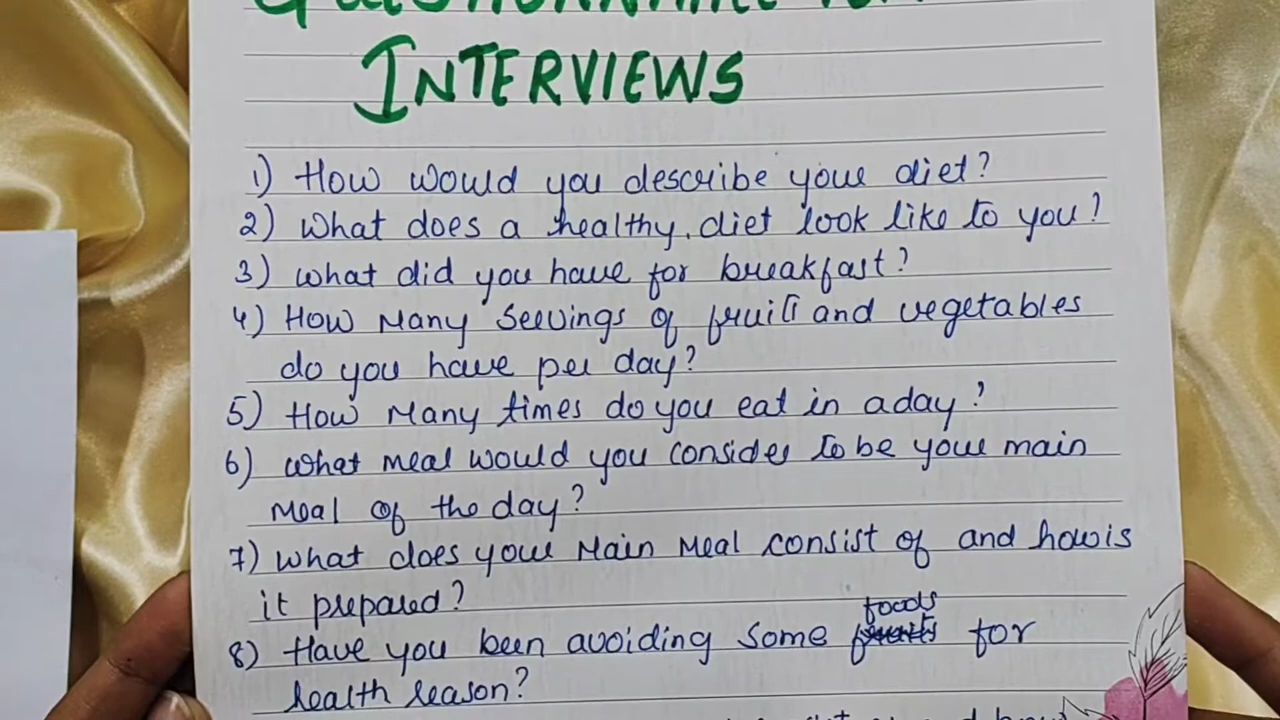 QUESTIONNAIRE FOR
INTERVIEWS
1) How would you describe your diet?
2) What does a healthy diet look like to you?
3) what did you have for breakfast?
4) How Many Servings of fruit and vegetables
do you have per day?
5) How Many times do you eat in a day?
6) what meal would you consider to be your main
Meal of the day?
7) what does your Main Meal consist of and how is
it prepared?
foods
8) Have you been avoiding some fruits for
health reason?